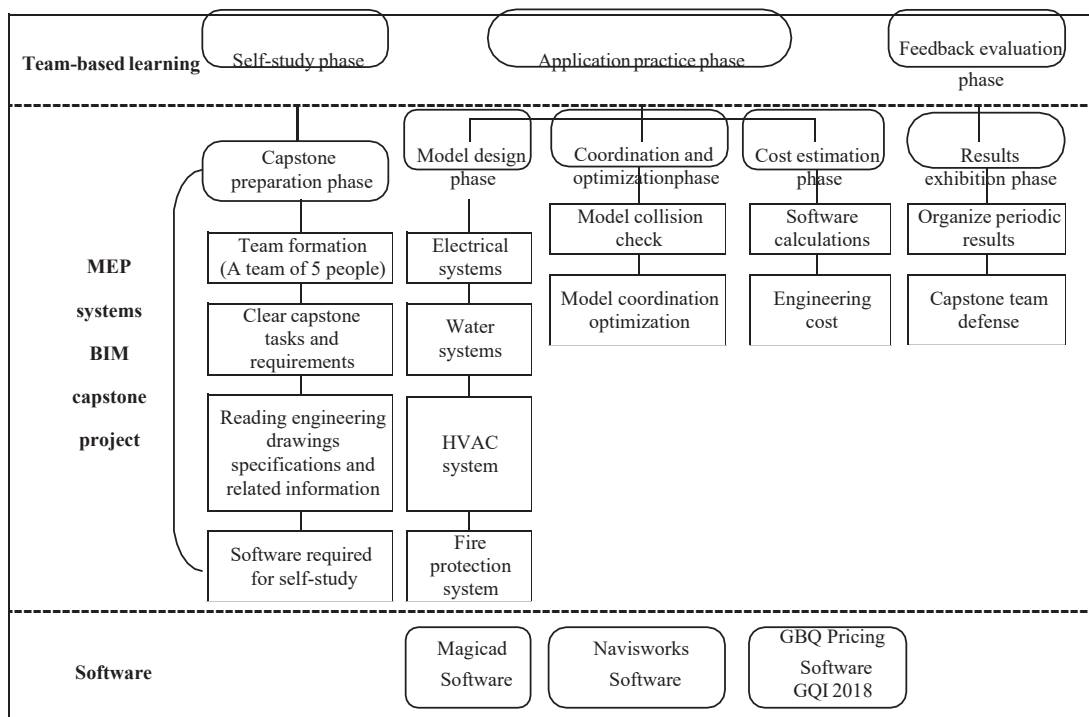 Team-based learning
Self-study phase
Application practice phase
Feedback evaluation
phase
MEP
systems
BIM
capstone
project
Capstone
preparation phase
Team formation
(A team of 5 people)
Clear capstone
tasks and
requirements
Reading engineering
drawings
specifications and
related information
Software required
for self-study
Model design
phase
Electrical
systems
Water
systems
HVAC
system
Fire
protection
system
Coordination and
optimizationphase
Model collision
check
Model coordination
optimization
Cost estimation
phase
Software
calculations
Engineering
cost
Results
exhibition phase
Organize periodic
results
Capstone team
defense
Software
Magicad
Software
Navisworks
Software
GBQ Pricing
Software
GQI 2018